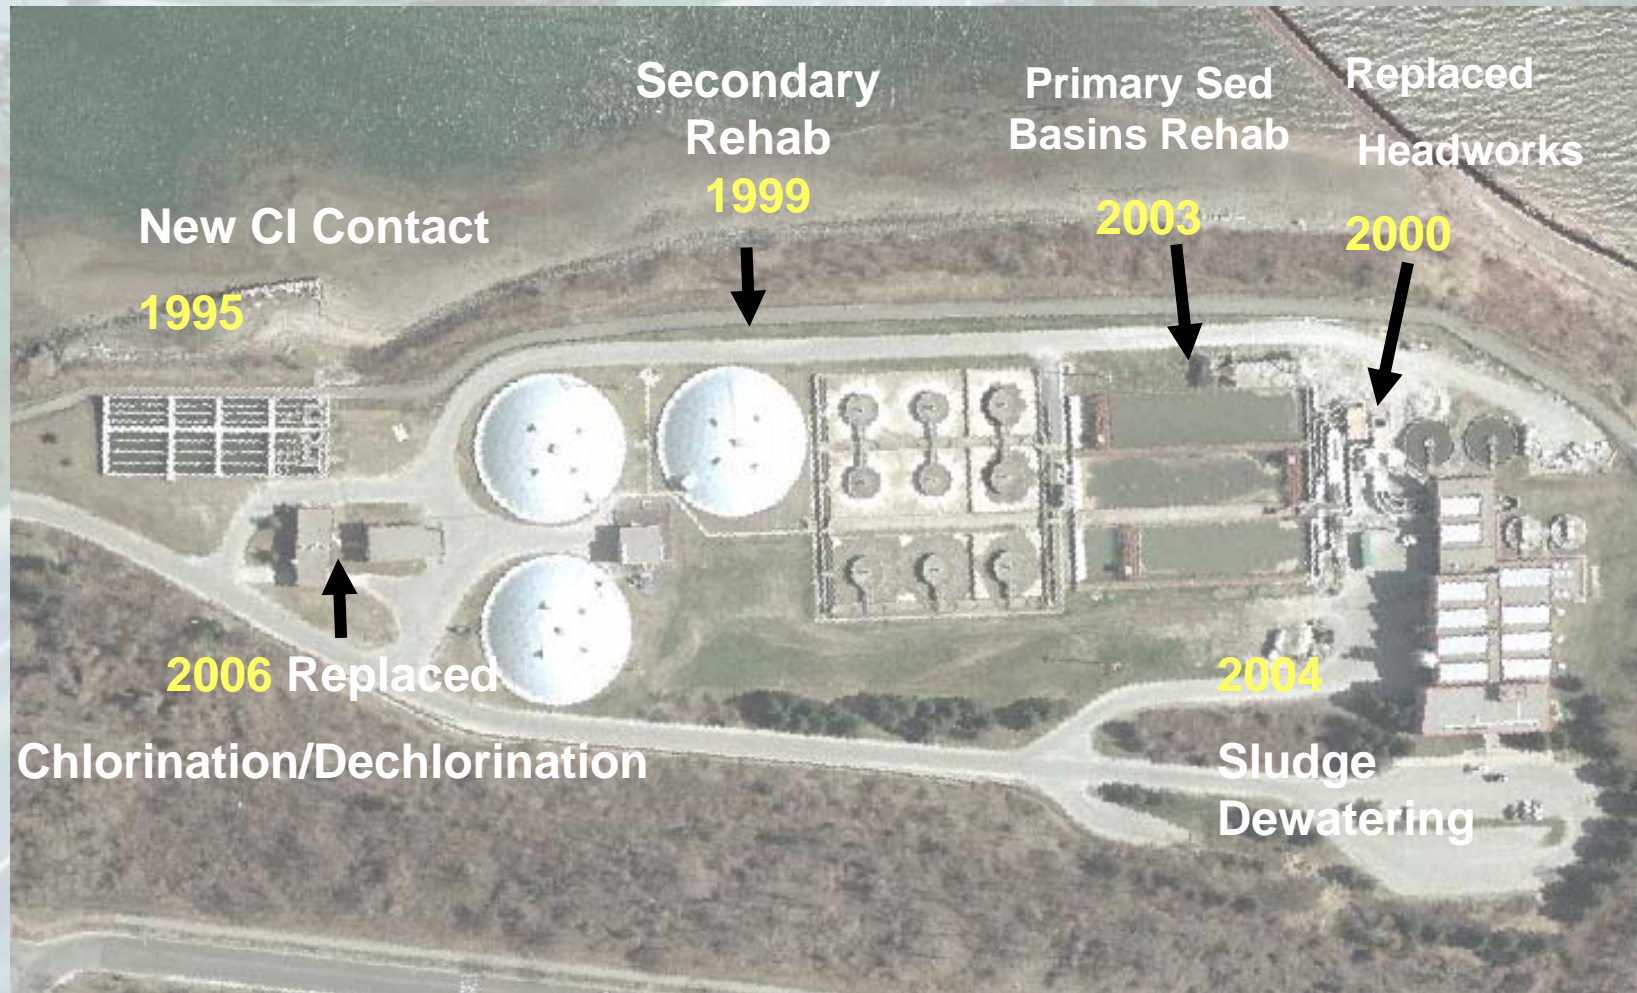 Secondary
Rehab
1999
Primary Sed
Basins Rehab
2003
Replaced
Headworks
2000
New Cl Contact
1995
2006 Replaced
Chlorination/Dechlorination
2004
Sludge
Dewatering